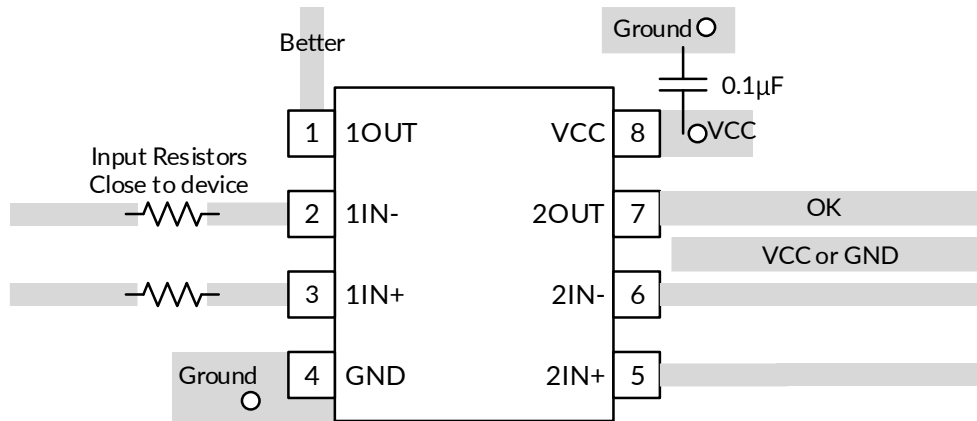 Better
Ground
0.1µF
1 1OUT VCC 8 VCC
Input Resistors
Close to device
2 1IN- 2OUT 7 OK
VCC or GND
3 1IN+ 2IN- 6
Ground 4 GND 2IN+ 5